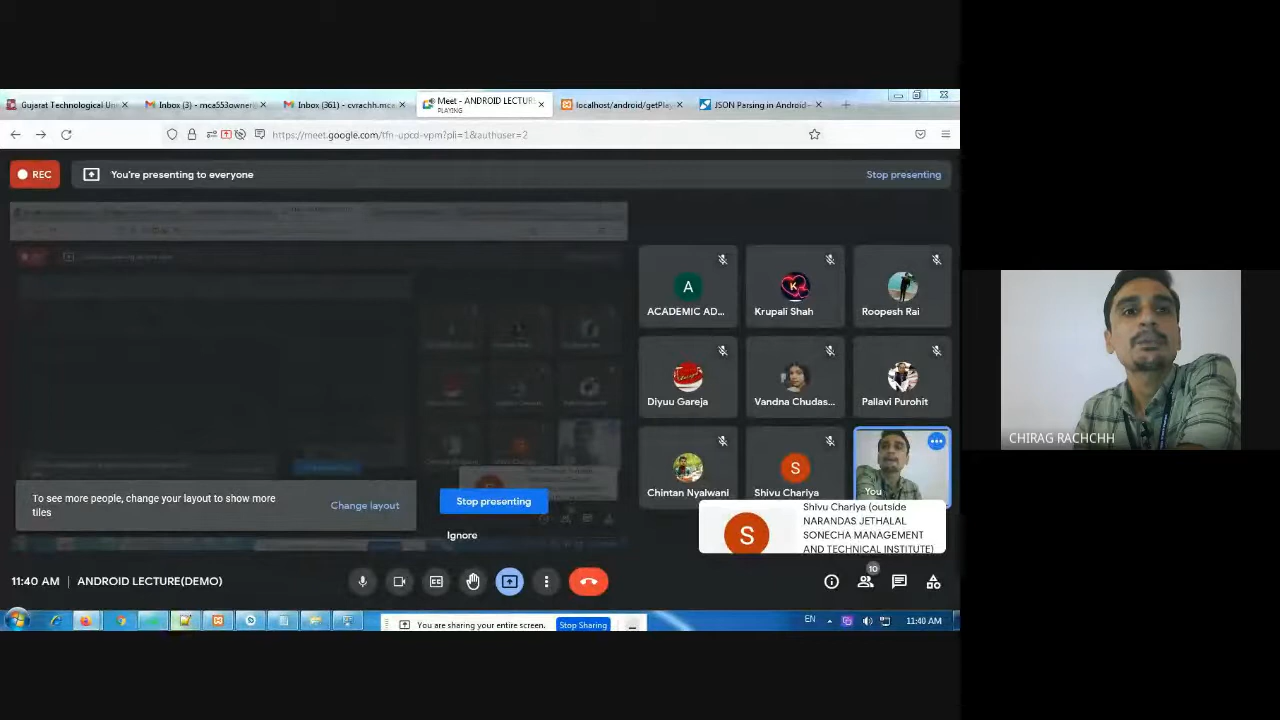 Gujarat Technological Uni
Inbox (3) - mca553owner@
Inbox (361) - cvrachh.mca
Meet - ANDROID LECTURE
PLAYING
localhost/android/getPla
JSON Parsing in Android -
https://meet.google.com/tfn-upcd-vpm?pli=1&authuser=2
REC
You're presenting to everyone
Stop presenting
ACADEMIC AD...
Krupali Shah
Roopesh Rai
Diyuu Gareja
Vandna Chudas...
Pallavi Purohit
Chintan Nyalwani
Shivu Chariya
You
CHIRAG RACHCHH
To see more people, change your layout to show more
tiles
Change layout
Stop presenting
Ignore
Shivu Chariya (outside
NARANDAS JETHALAL
SONECHA MANAGEMENT
AND TECHNICAL INSTITUTE)
11:40 AM | ANDROID LECTURE(DEMO)
10
You are sharing your entire screen.
Stop Sharing
EN
11:40 AM